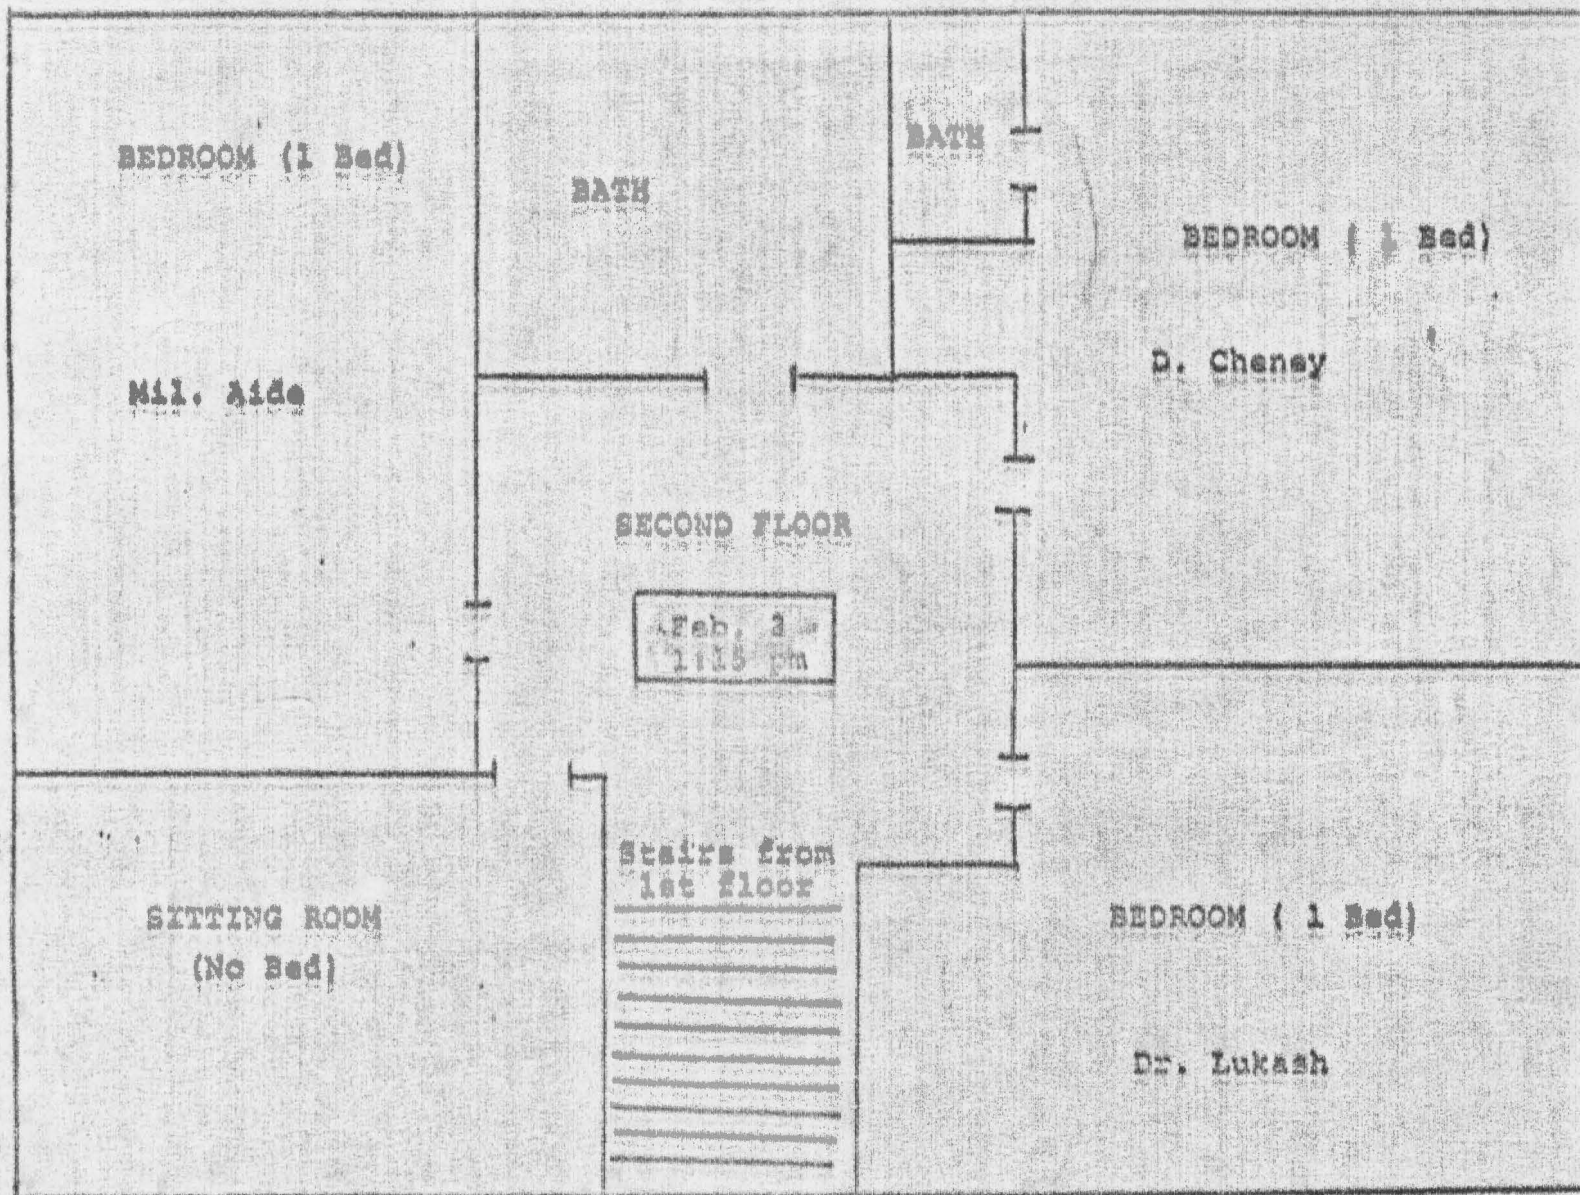 BEDROOM (1 Bed)
BATH
BATH
BEDROOM ( 1 Bed)
Mil. Aide
D. Cheney
SECOND FLOOR
Feb. 3
1:15 pm
Stairs from
1st floor
SITTING ROOM
(No Bed)
BEDROOM ( 1 Bed)
Dr. Lukash